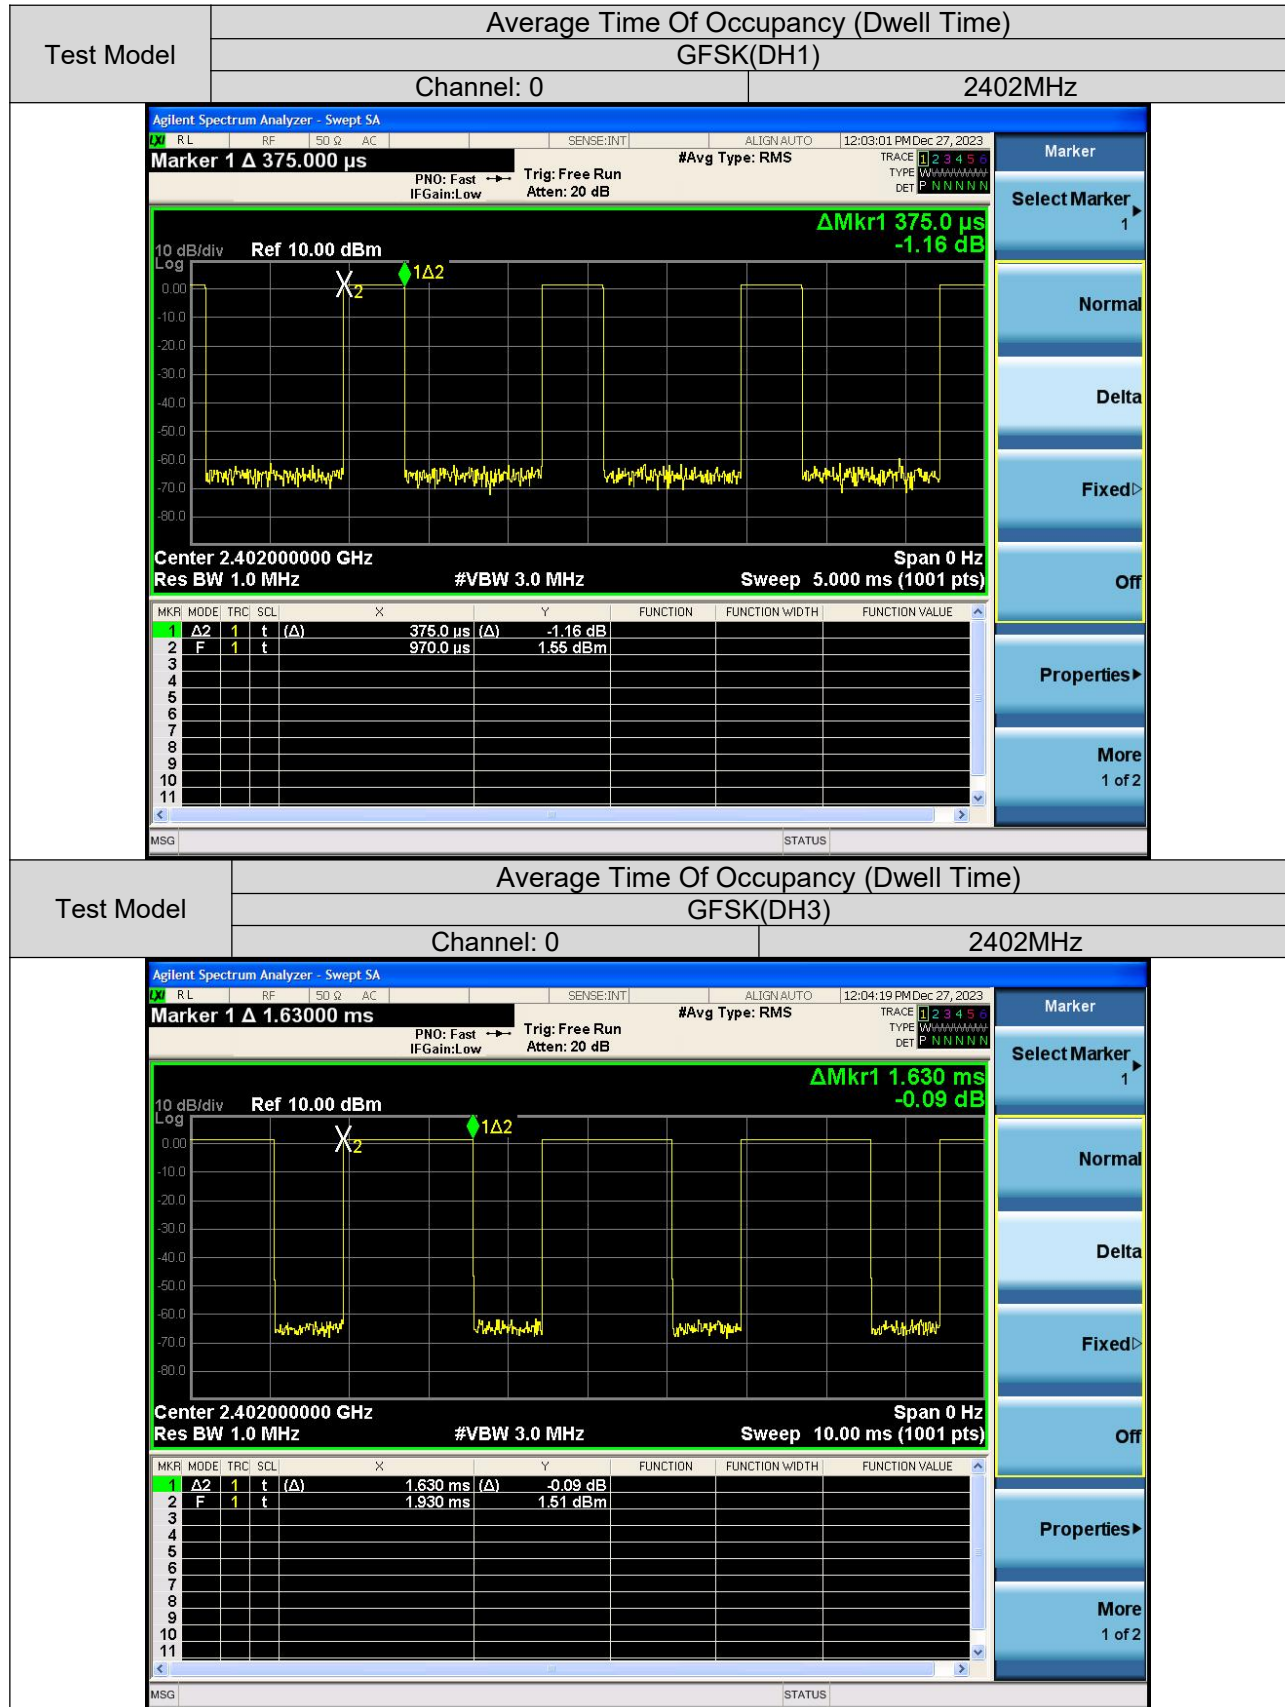 Test Model
Average Time Of Occupancy (Dwell Time)
GFSK(DH1)
Channel: 0 2402MHz
Agilent Spectrum Analyzer - Swept SA
LXI RL RF 50 Ω AC SENSE:INT ALIGN AUTO 12:03:01 PM Dec 27, 2023
Marker 1 Δ 375.000 µs
PNO: Fast
IFGain:Low
Trig: Free Run
Atten: 20 dB
#Avg Type: RMS
TRACE 1 2 3 4 5 6
TYPE W
DET P N N N N N
ΔMkr1 375.0 µs
-1.16 dB
10 dB/div Ref 10.00 dBm
Log
0.00
-10.0
-20.0
-30.0
-40.0
-50.0
-60.0
-70.0
-80.0
2
1Δ2
Center 2.402000000 GHz Span 0 Hz
Res BW 1.0 MHz #VBW 3.0 MHz Sweep 5.000 ms (1001 pts)
MKR MODE TRC SCL X Y FUNCTION FUNCTION WIDTH FUNCTION VALUE
1 Δ2 1 t (Δ) 375.0 µs (Δ) -1.16 dB
2 F 1 t 970.0 µs 1.55 dBm
3
4
5
6
7
8
9
10
11
MSG STATUS
Marker
Select Marker
1
Normal
Delta
Fixed
Off
Properties
More
1 of 2
Test Model
Average Time Of Occupancy (Dwell Time)
GFSK(DH3)
Channel: 0 2402MHz
Agilent Spectrum Analyzer - Swept SA
LXI RL RF 50 Ω AC SENSE:INT ALIGN AUTO 12:04:19 PM Dec 27, 2023
Marker 1 Δ 1.63000 ms
PNO: Fast
IFGain:Low
Trig: Free Run
Atten: 20 dB
#Avg Type: RMS
TRACE 1 2 3 4 5 6
TYPE W
DET P N N N N N
ΔMkr1 1.630 ms
-0.09 dB
10 dB/div Ref 10.00 dBm
Log
0.00
-10.0
-20.0
-30.0
-40.0
-50.0
-60.0
-70.0
-80.0
2
1Δ2
Center 2.402000000 GHz Span 0 Hz
Res BW 1.0 MHz #VBW 3.0 MHz Sweep 10.00 ms (1001 pts)
MKR MODE TRC SCL X Y FUNCTION FUNCTION WIDTH FUNCTION VALUE
1 Δ2 1 t (Δ) 1.630 ms (Δ) -0.09 dB
2 F 1 t 1.930 ms 1.51 dBm
3
4
5
6
7
8
9
10
11
MSG STATUS
Marker
Select Marker
1
Normal
Delta
Fixed
Off
Properties
More
1 of 2